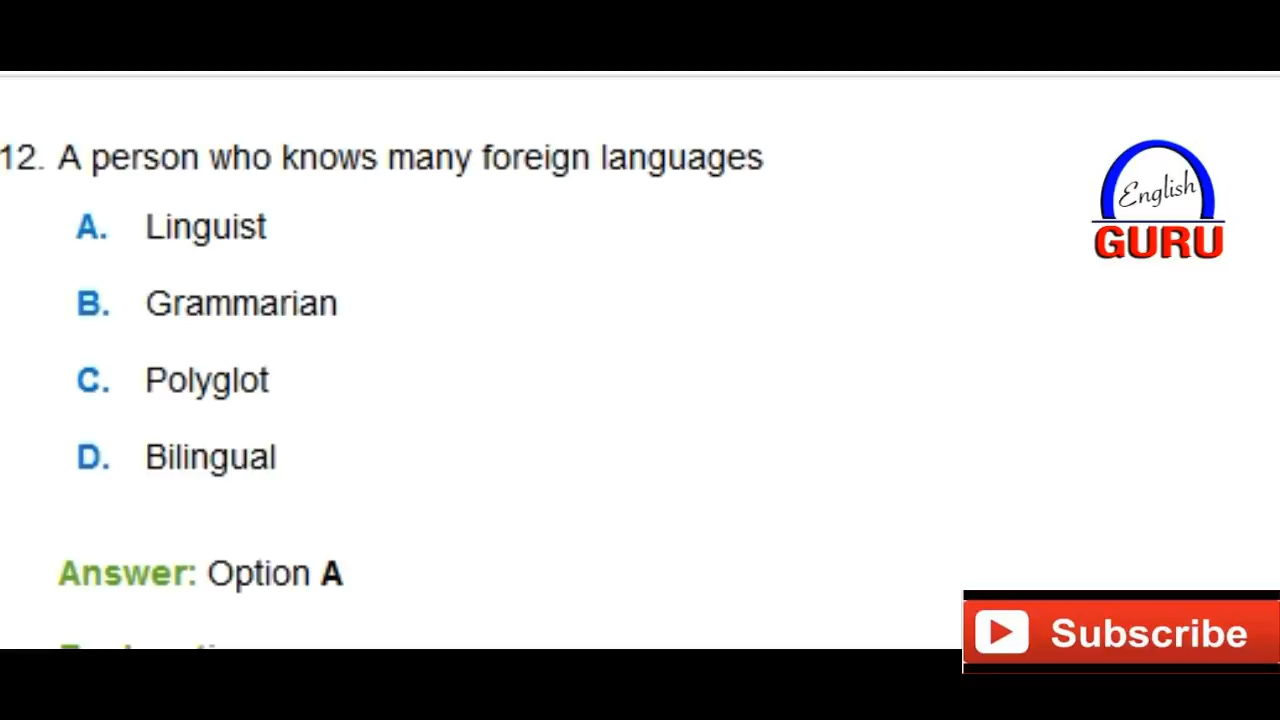 12. A person who knows many foreign languages
A. Linguist
B. Grammarian
C. Polyglot
D. Bilingual
Answer: Option A
English
GURU
Subscribe